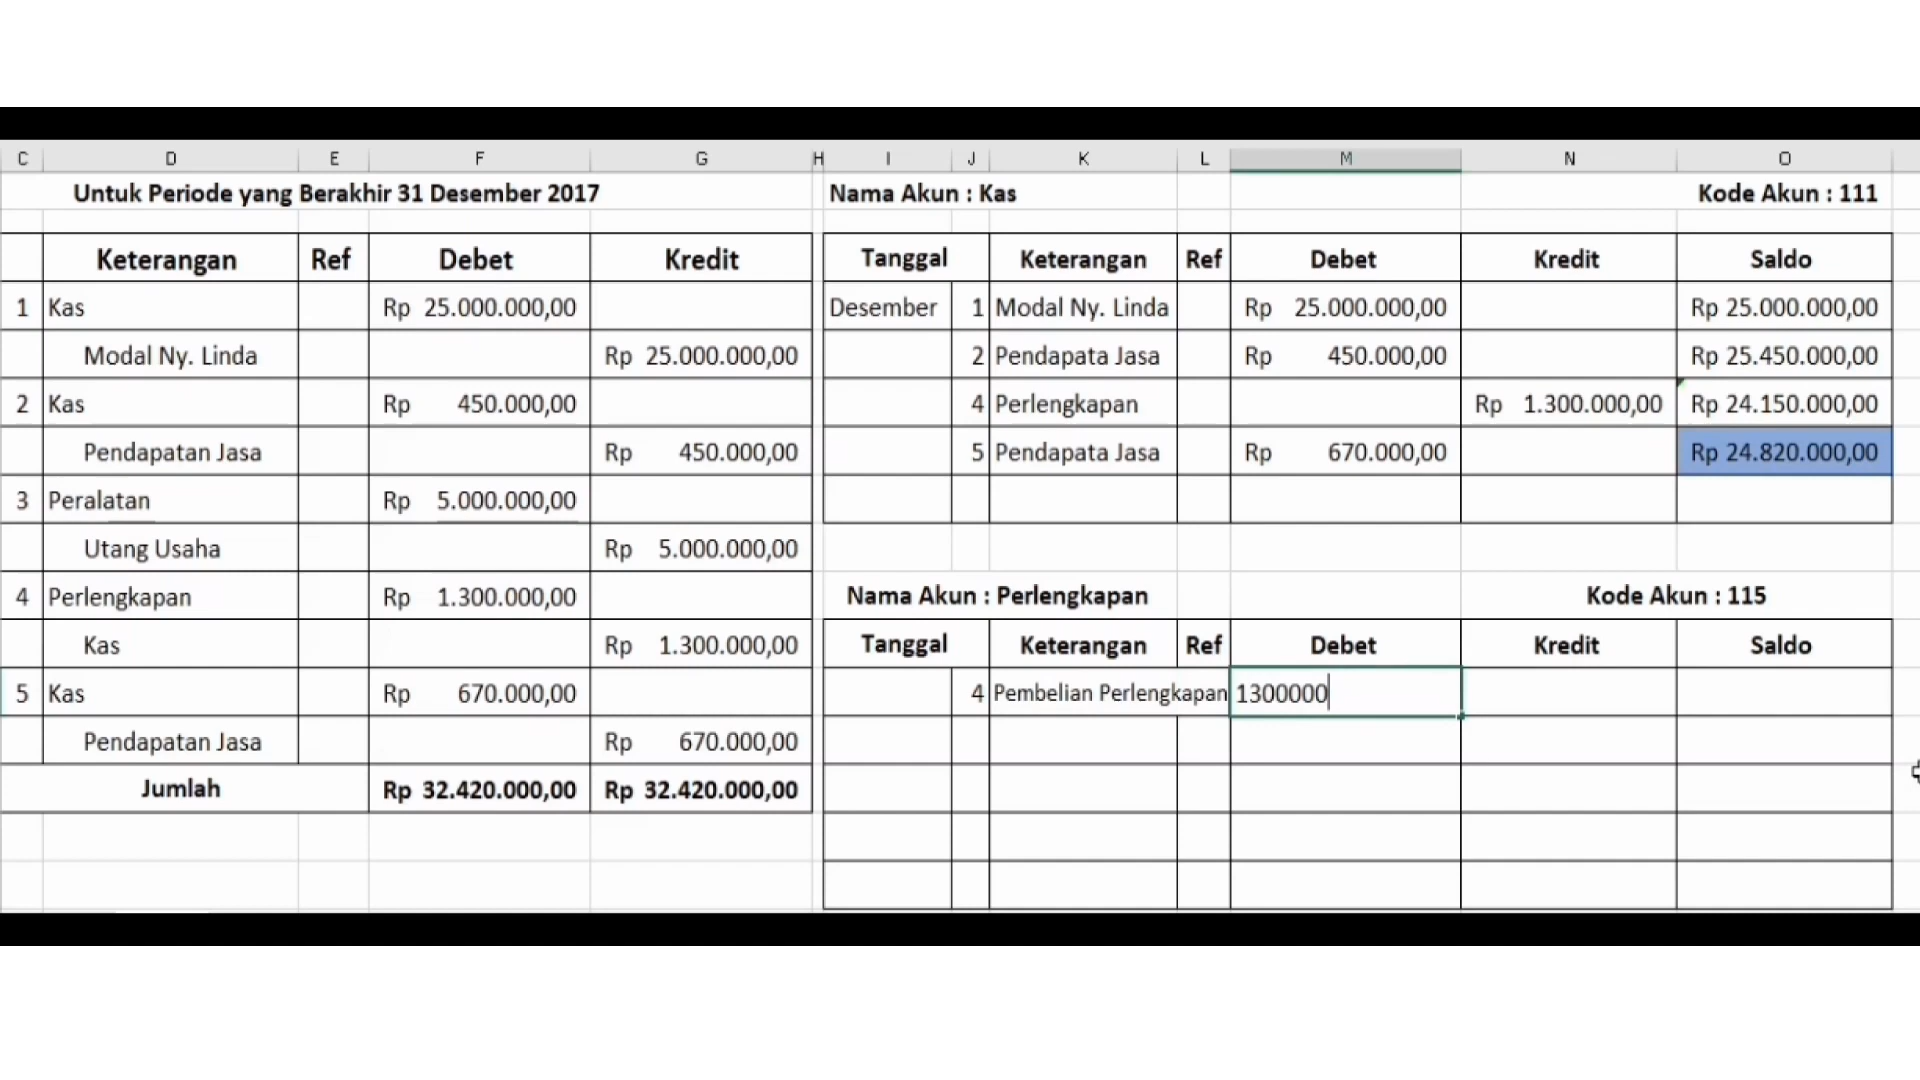 C D E F G H I J K L M N O
Untuk Periode yang Berakhir 31 Desember 2017
Keterangan Ref Debet Kredit
1 Kas Rp 25.000.000,00
Modal Ny. Linda Rp 25.000.000,00
2 Kas Rp 450.000,00
Pendapatan Jasa Rp 450.000,00
3 Peralatan Rp 5.000.000,00
Utang Usaha Rp 5.000.000,00
4 Perlengkapan Rp 1.300.000,00
Kas Rp 1.300.000,00
5 Kas Rp 670.000,00
Pendapatan Jasa Rp 670.000,00
Jumlah Rp 32.420.000,00 Rp 32.420.000,00
Nama Akun : Kas Kode Akun : 111
Tanggal Keterangan Ref Debet Kredit Saldo
Desember 1 Modal Ny. Linda Rp 25.000.000,00 Rp 25.000.000,00
2 Pendapata Jasa Rp 450.000,00 Rp 25.450.000,00
4 Perlengkapan Rp 1.300.000,00 Rp 24.150.000,00
5 Pendapata Jasa Rp 670.000,00 Rp 24.820.000,00
Nama Akun : Perlengkapan Kode Akun : 115
Tanggal Keterangan Ref Debet Kredit Saldo
4 Pembelian Perlengkapan 1300000